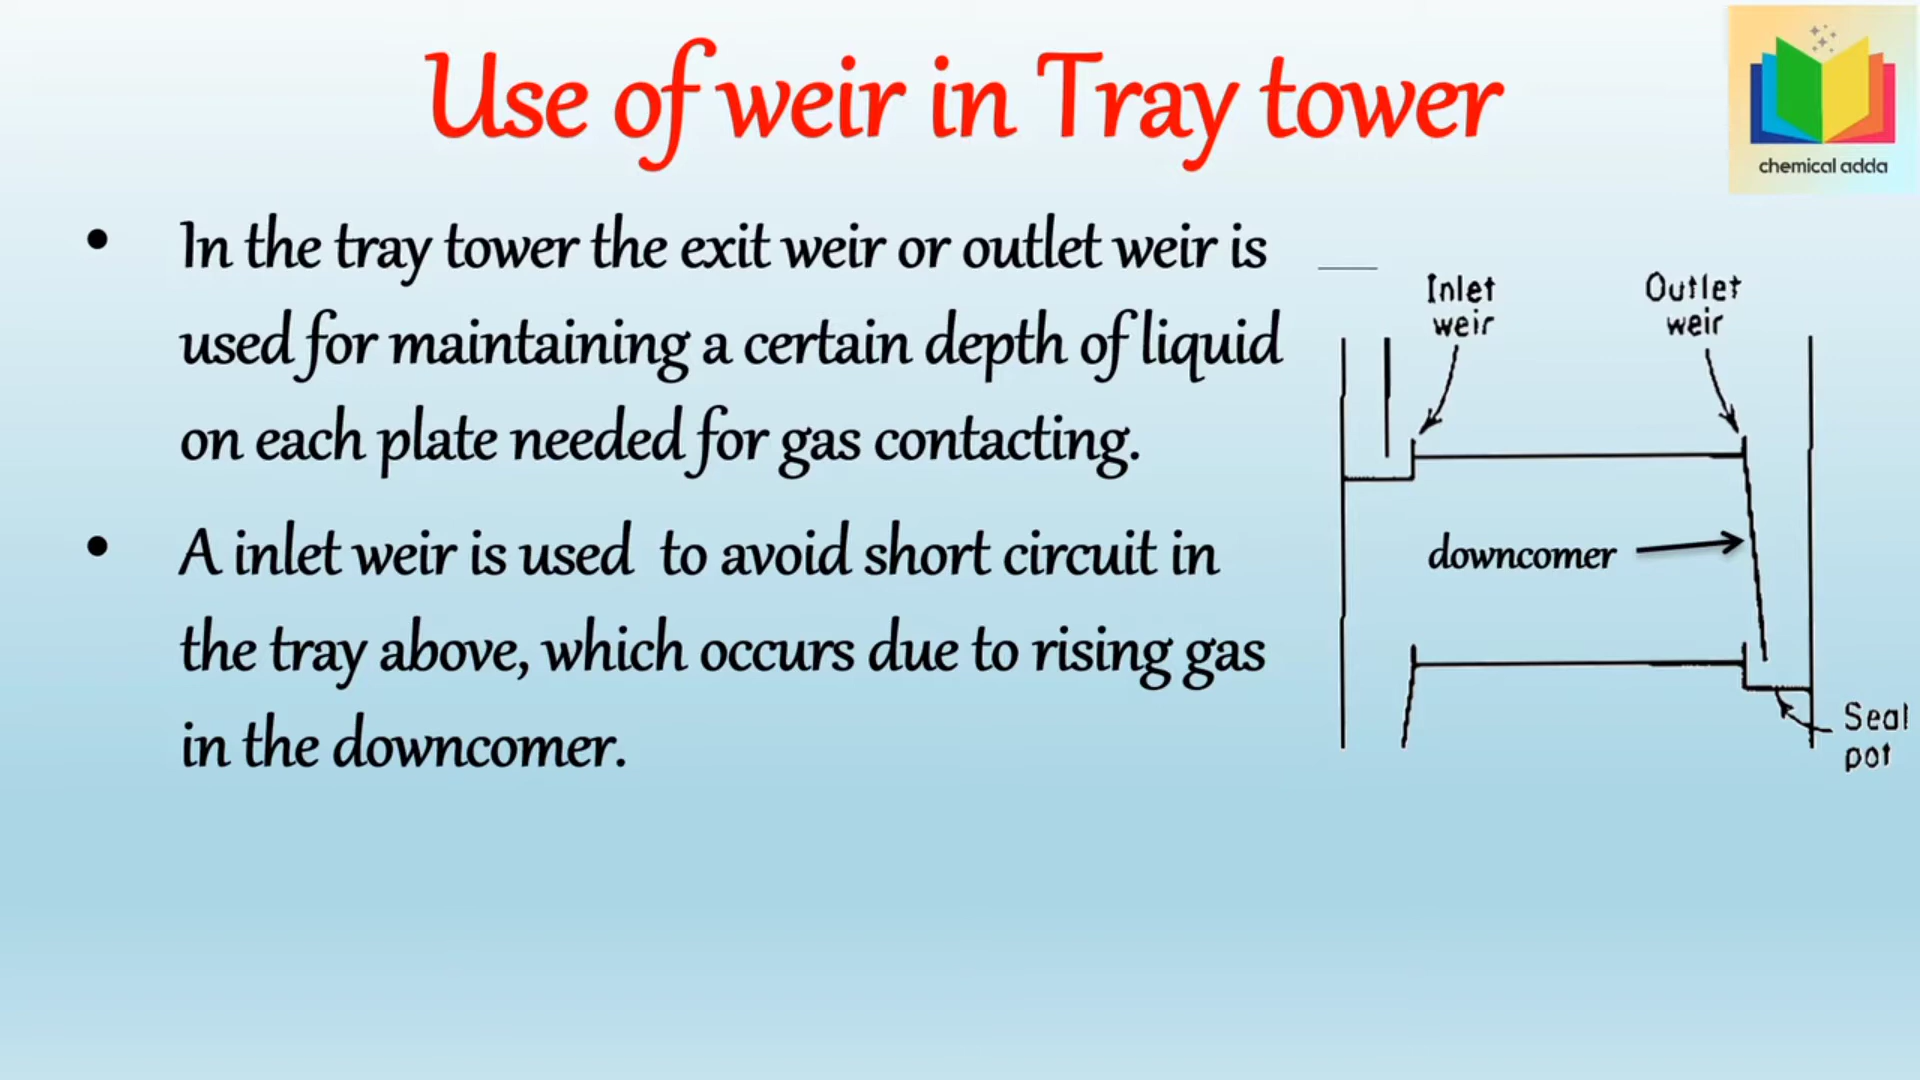 Use of weir in Tray tower
chemical adda
• In the tray tower the exit weir or outlet weir is
used for maintaining a certain depth of liquid
on each plate needed for gas contacting.
• A inlet weir is used to avoid short circuit in
the tray above, which occurs due to rising gas
in the downcomer.
Inlet
weir
Outlet
weir
downcomer
Seal
pot